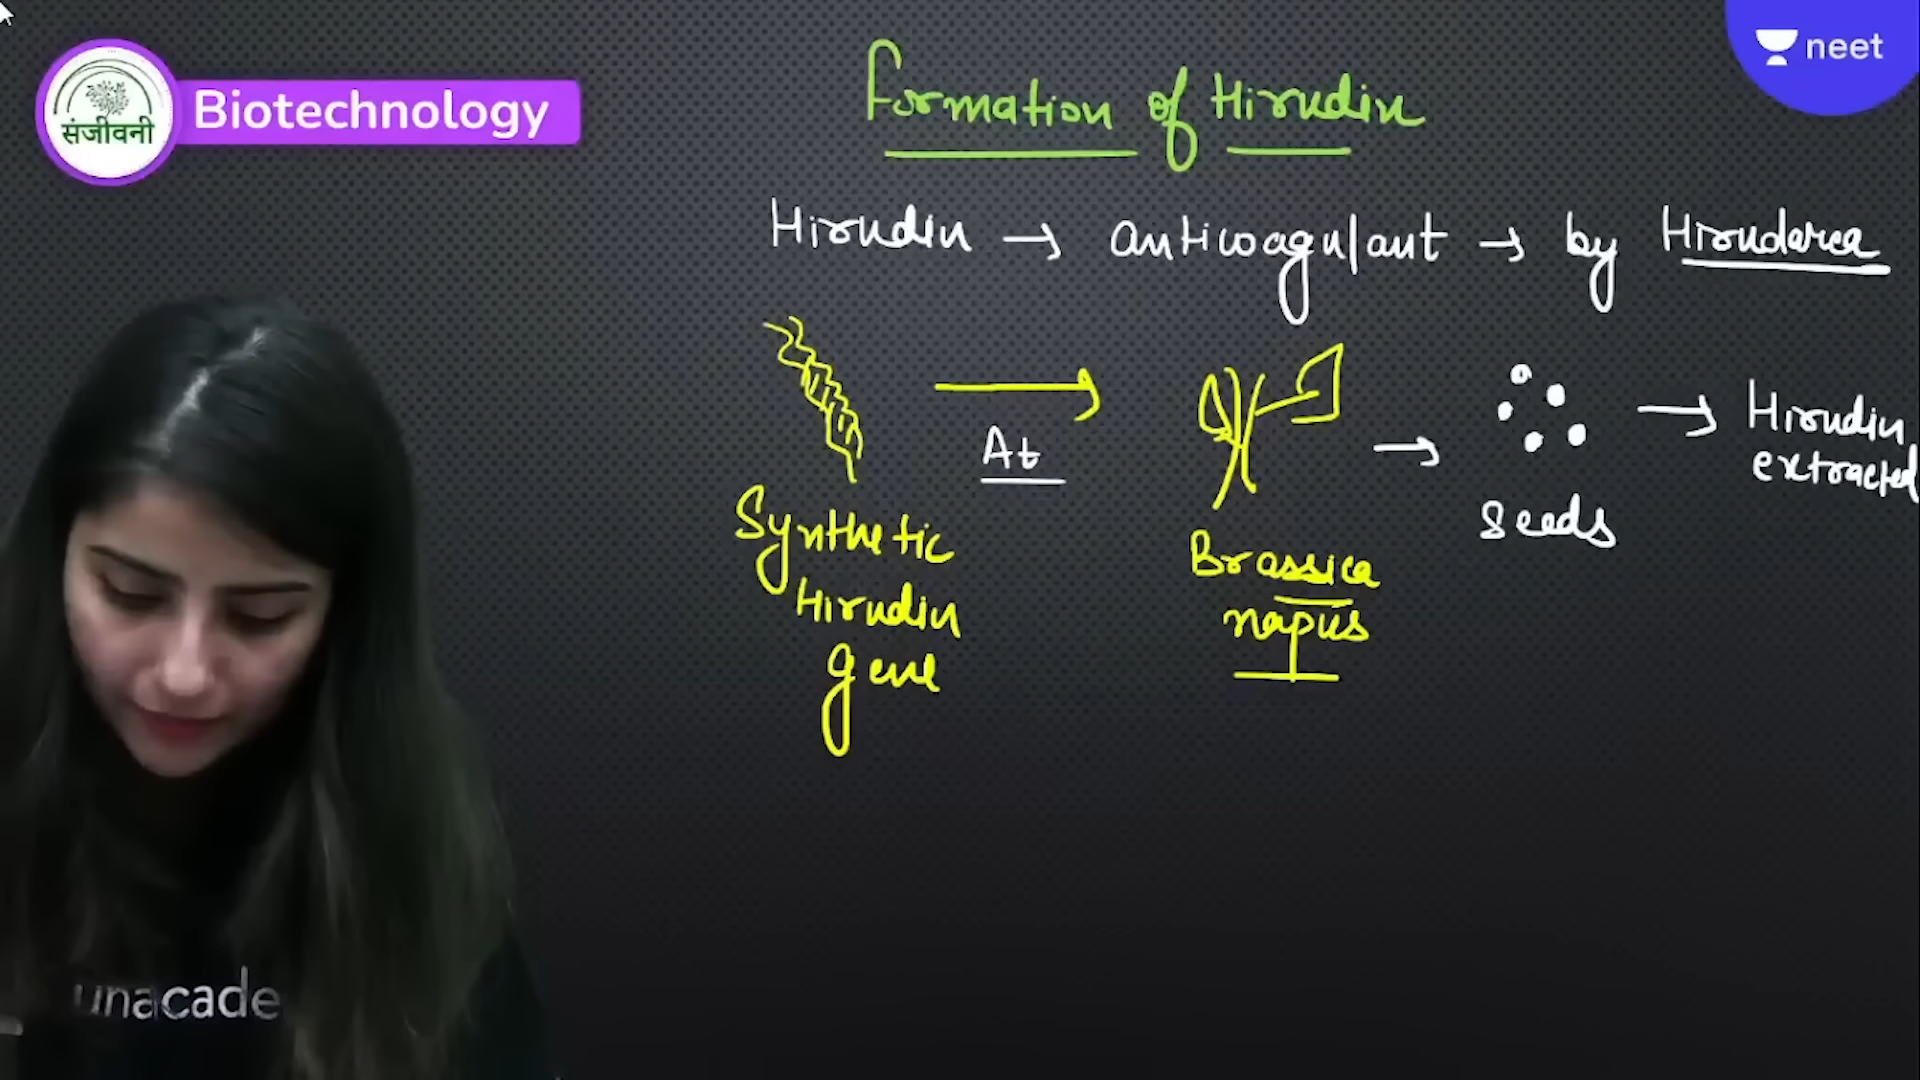 संजीवनी
Biotechnology
neet
Formation of Hirudin
Hirudin → anticoagulant → by Hirudarea
At
Synthetic
Hirudin
gene
Brassica
napus
seeds
→ Hirudin
extracted
unacade